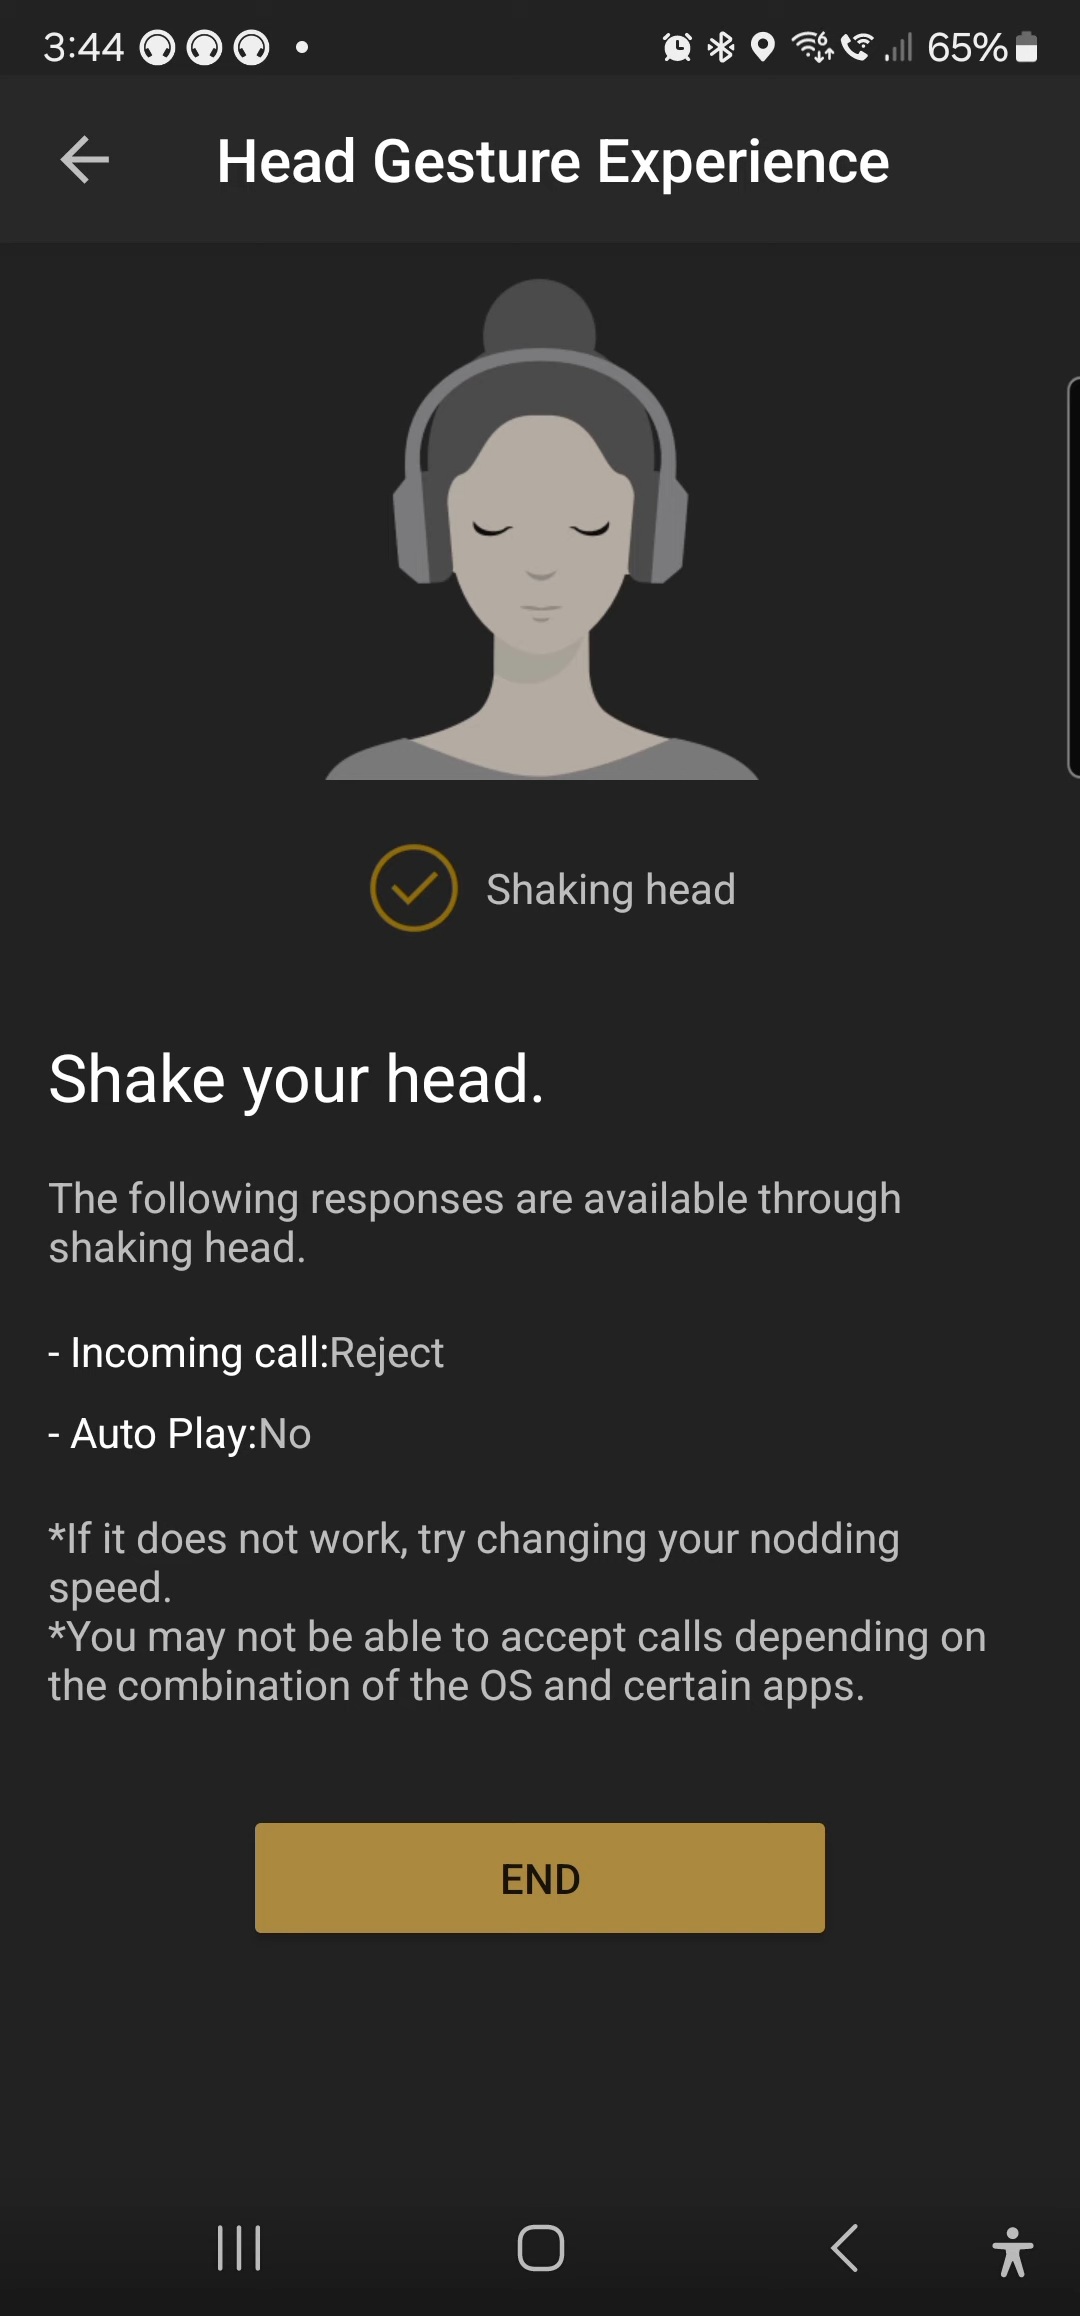 3:44
6
65%
Head Gesture Experience
Shaking head
Shake your head.
The following responses are available through
shaking head.
- Incoming call:Reject
- Auto Play:No
*If it does not work, try changing your nodding
speed.
*You may not be able to accept calls depending on
the combination of the OS and certain apps.
END